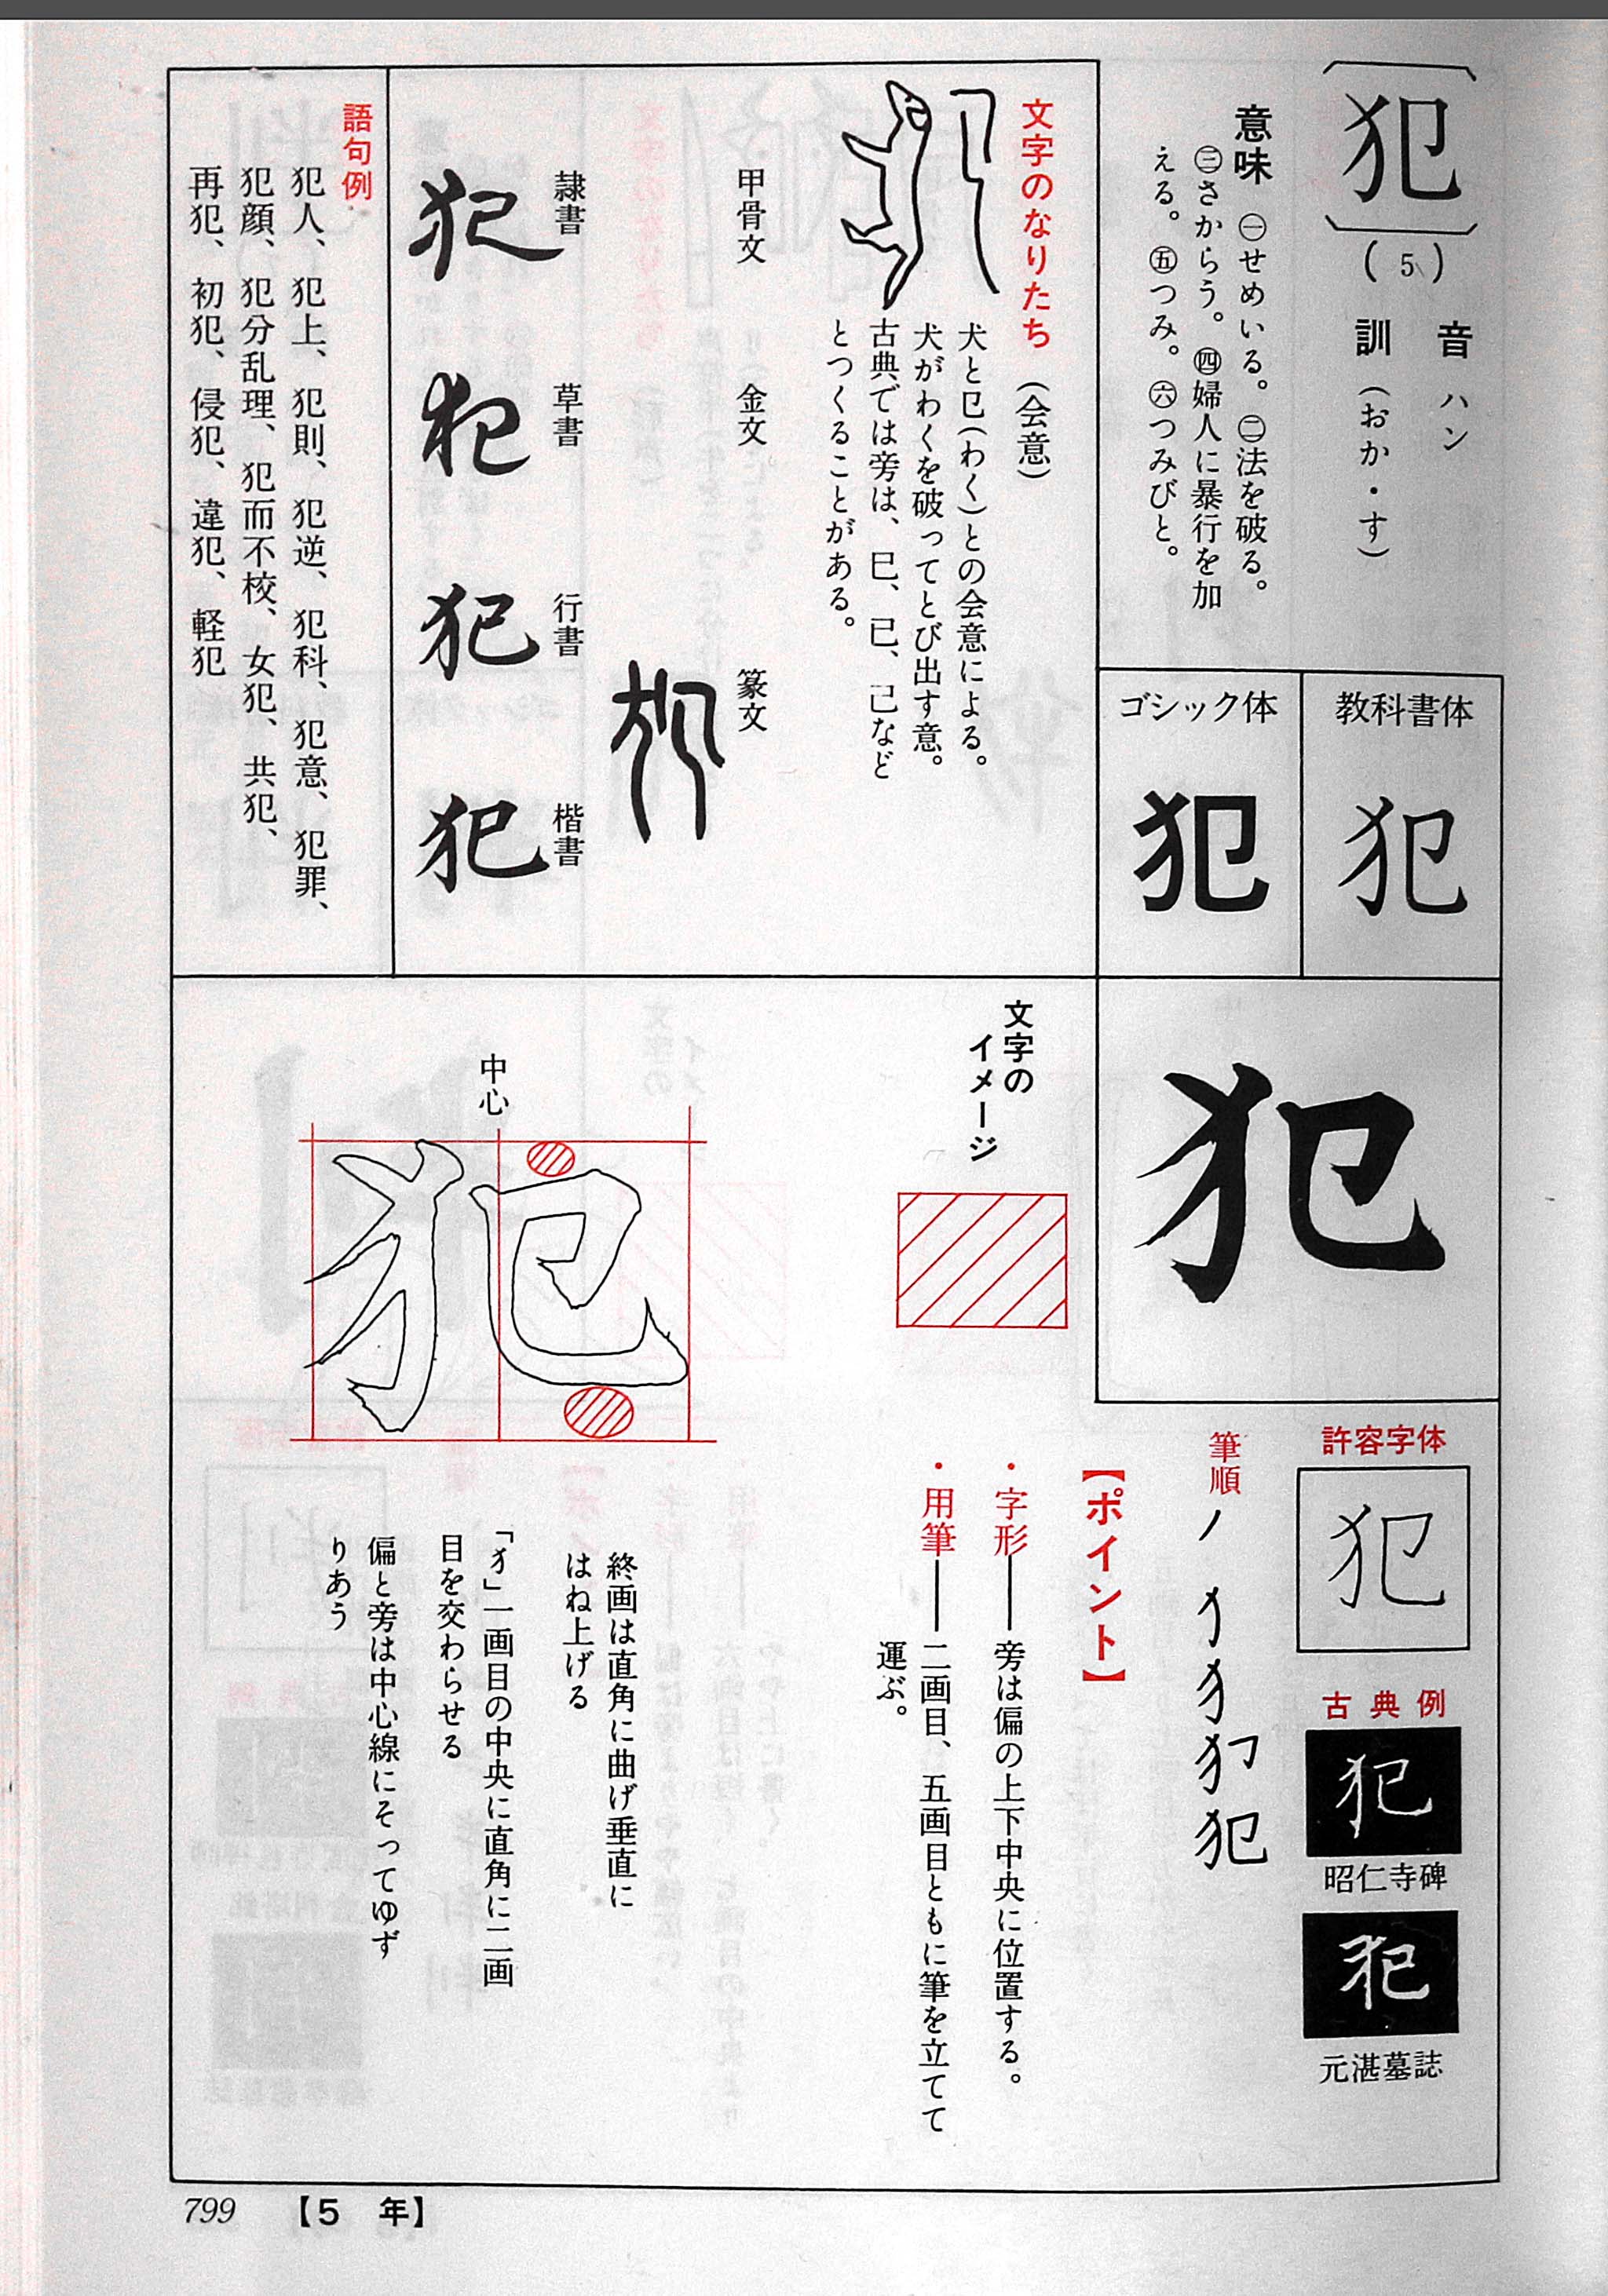 犯
(5)
音 ハン
訓 (おか・す)
意味 ㊀せめいる。㊁法を破る。
㊂さからう。㊃婦人に暴行を加
える。㊄つみ。㊅つみびと。
教科書体
犯
ゴシック体
犯
文字のなりたち (会意)
犬と㔾(わく)との会意による。
犬がわくを破ってとび出す意。
古典では旁は、巳、已、己など
とつくることがある。
甲骨文
金文
篆文
犯
隷書
犯
草書
犯
行書
犯
楷書
犯
語句例
犯人、犯上、犯則、犯逆、犯科、犯意、犯罪、
犯顔、犯分乱理、犯而不校、女犯、共犯、
再犯、初犯、侵犯、違犯、軽犯
犯
文字の
イメージ
中心
犯
許容字体
犯
古典例
犯
昭仁寺碑
犯
元湛墓誌
筆順
ノ 犭 犯
【ポイント】
・字形——旁は偏の上下中央に位置する。
・用筆——二画目、五画目ともに筆を立てて
運ぶ。
終画は直角に曲げ垂直に
はね上げる
「犭」一画目の中央に直角に二画
目を交わらせる
偏と旁は中心線にそってゆず
りあう
799 【5 年】